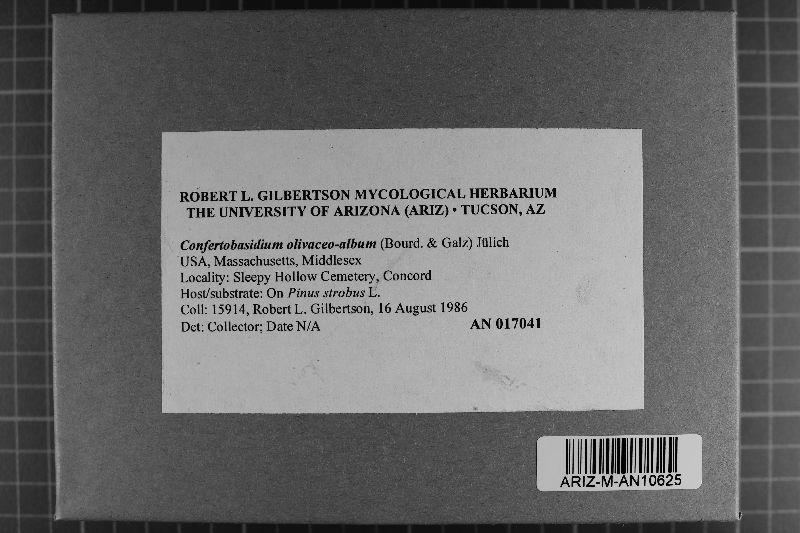 ROBERT L. GILBERTSON MYCOLOGICAL HERBARIUM
THE UNIVERSITY OF ARIZONA (ARIZ) • TUCSON, AZ
Confertobasidium olivaceo-album (Bourd. & Galz) Jülich
USA, Massachusetts, Middlesex
Locality: Sleepy Hollow Cemetery, Concord
Host/substrate: On Pinus strobus L.
Coll: 15914, Robert L. Gilbertson, 16 August 1986
Det: Collector; Date N/A AN 017041
ARIZ-M-AN10625